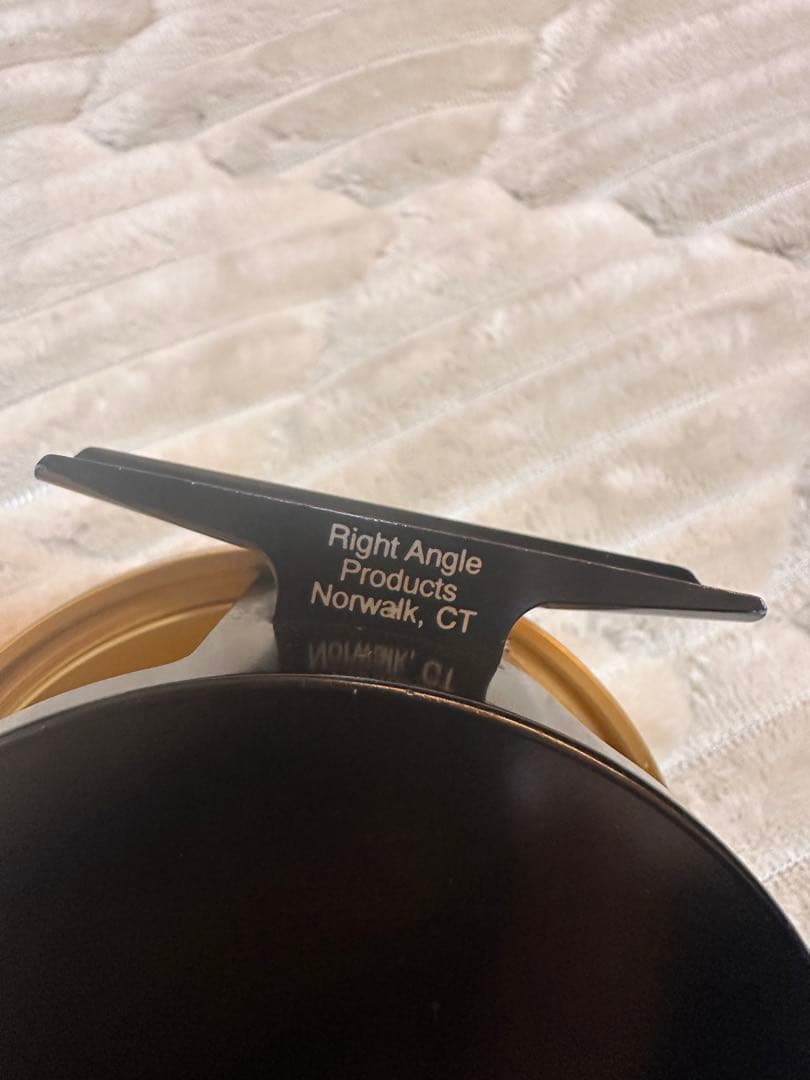 Right Angle
Products
Norwalk, CT